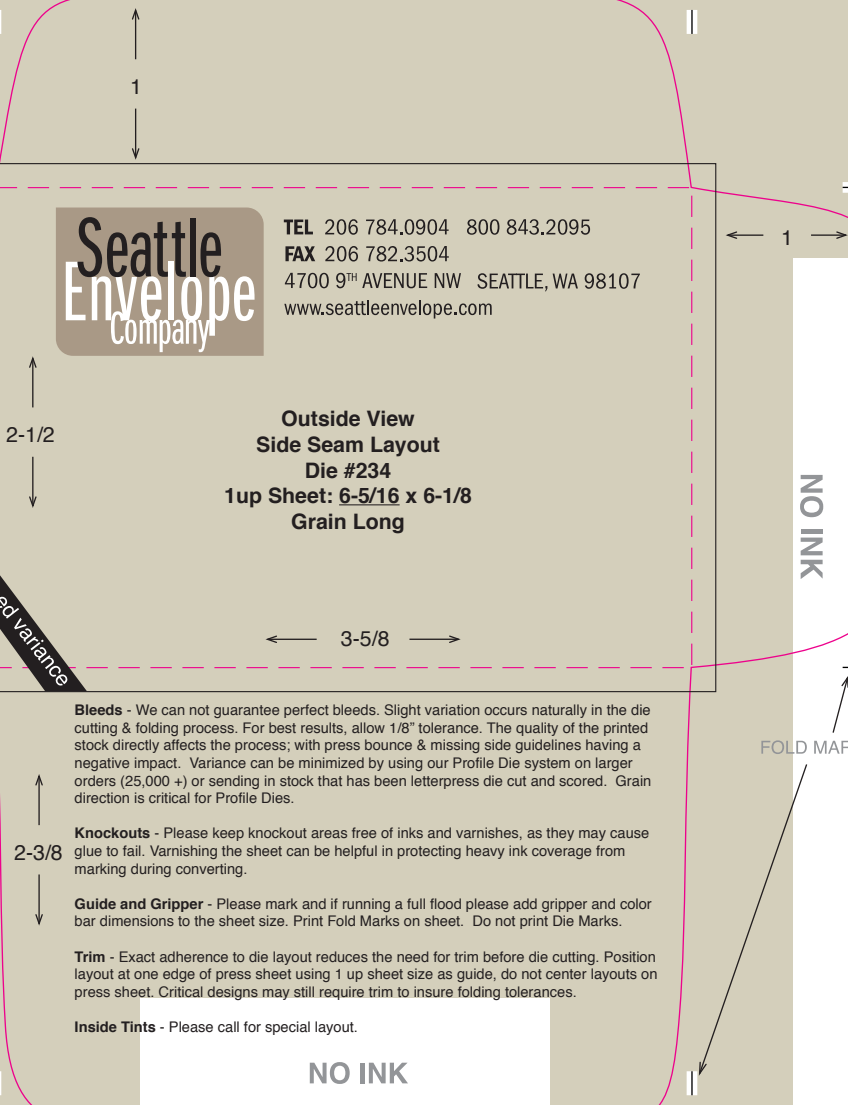 1
Seattle
Envelope
Company
TEL 206 784.0904 800 843.2095
FAX 206 782.3504
4700 9TH AVENUE NW SEATTLE, WA 98107
www.seattleenvelope.com
1
2-1/2
Outside View
Side Seam Layout
Die #234
1up Sheet: 6-5/16 x 6-1/8
Grain Long
NO INK
3-5/8
variance
Bleeds - We can not guarantee perfect bleeds. Slight variation occurs naturally in the die
cutting & folding process. For best results, allow 1/8” tolerance. The quality of the printed
stock directly affects the process; with press bounce & missing side guidelines having a
negative impact. Variance can be minimized by using our Profile Die system on larger
orders (25,000 +) or sending in stock that has been letterpress die cut and scored. Grain
direction is critical for Profile Dies.
FOLD MAR
2-3/8
Knockouts - Please keep knockout areas free of inks and varnishes, as they may cause
glue to fail. Varnishing the sheet can be helpful in protecting heavy ink coverage from
marking during converting.
Guide and Gripper - Please mark and if running a full flood please add gripper and color
bar dimensions to the sheet size. Print Fold Marks on sheet. Do not print Die Marks.
Trim - Exact adherence to die layout reduces the need for trim before die cutting. Position
layout at one edge of press sheet using 1 up sheet size as guide, do not center layouts on
press sheet. Critical designs may still require trim to insure folding tolerances.
Inside Tints - Please call for special layout.
NO INK